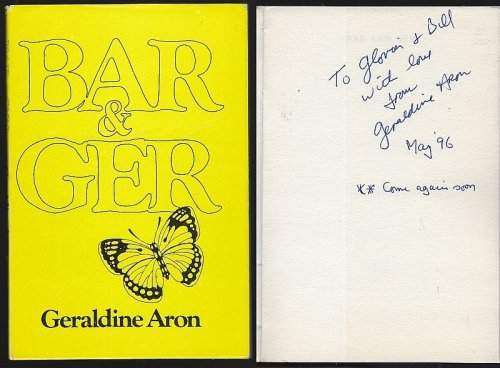 BAR
&
GER
Geraldine Aron
To Gloria & Bill
with love
from
Geraldine Aron
May '96
** Come again soon